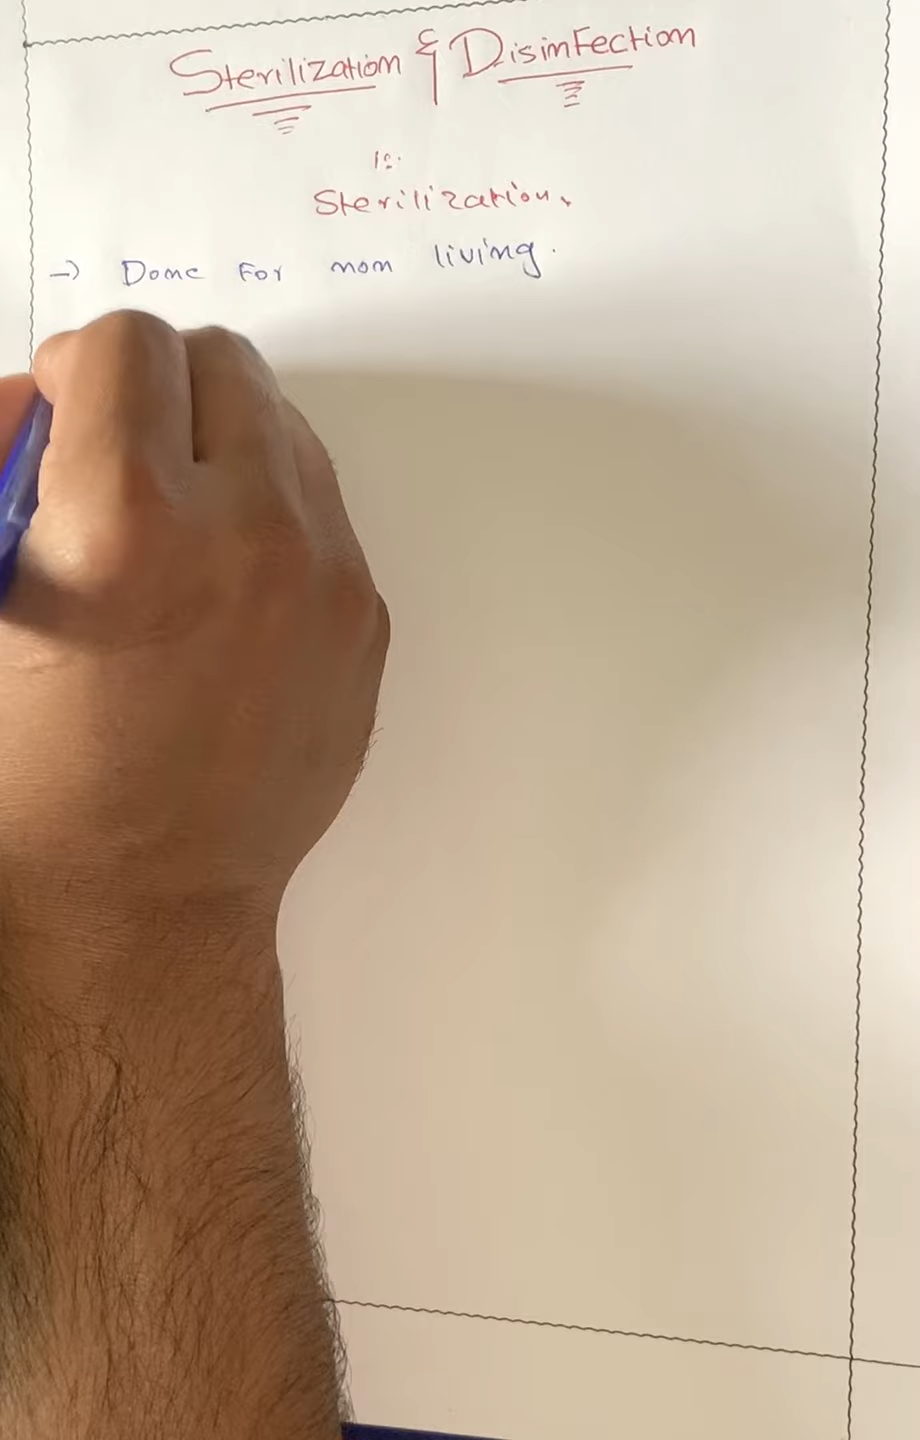 Sterilization & Disinfection
1:-
Sterilization.
→ Done For non living.